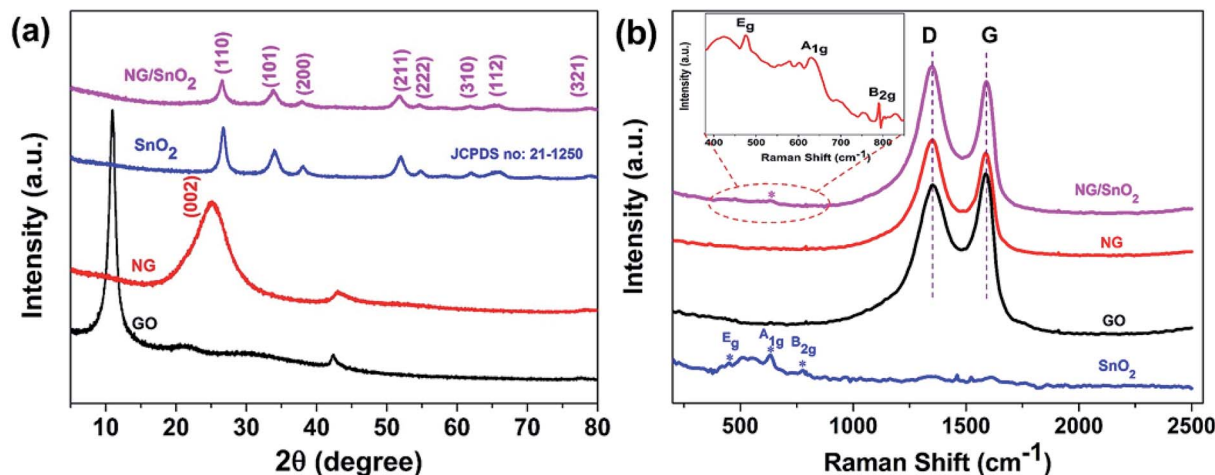 (a)
NG/SnO2
(110)
(101)
(200)
(211)
(222)
(310)
(112)
(321)
SnO2
JCPDS no: 21-1250
(002)
NG
GO
Intensity (a.u.)
10 20 30 40 50 60 70 80
2θ (degree)
(b)
D G
Eg
A1g
B2g
Intensity (a.u.)
400 500 600 700 800
Raman Shift (cm-1)
*
NG/SnO2
NG
GO
Eg A1g B2g
* * *
SnO2
Intensity (a.u.)
500 1000 1500 2000 2500
Raman Shift (cm-1)